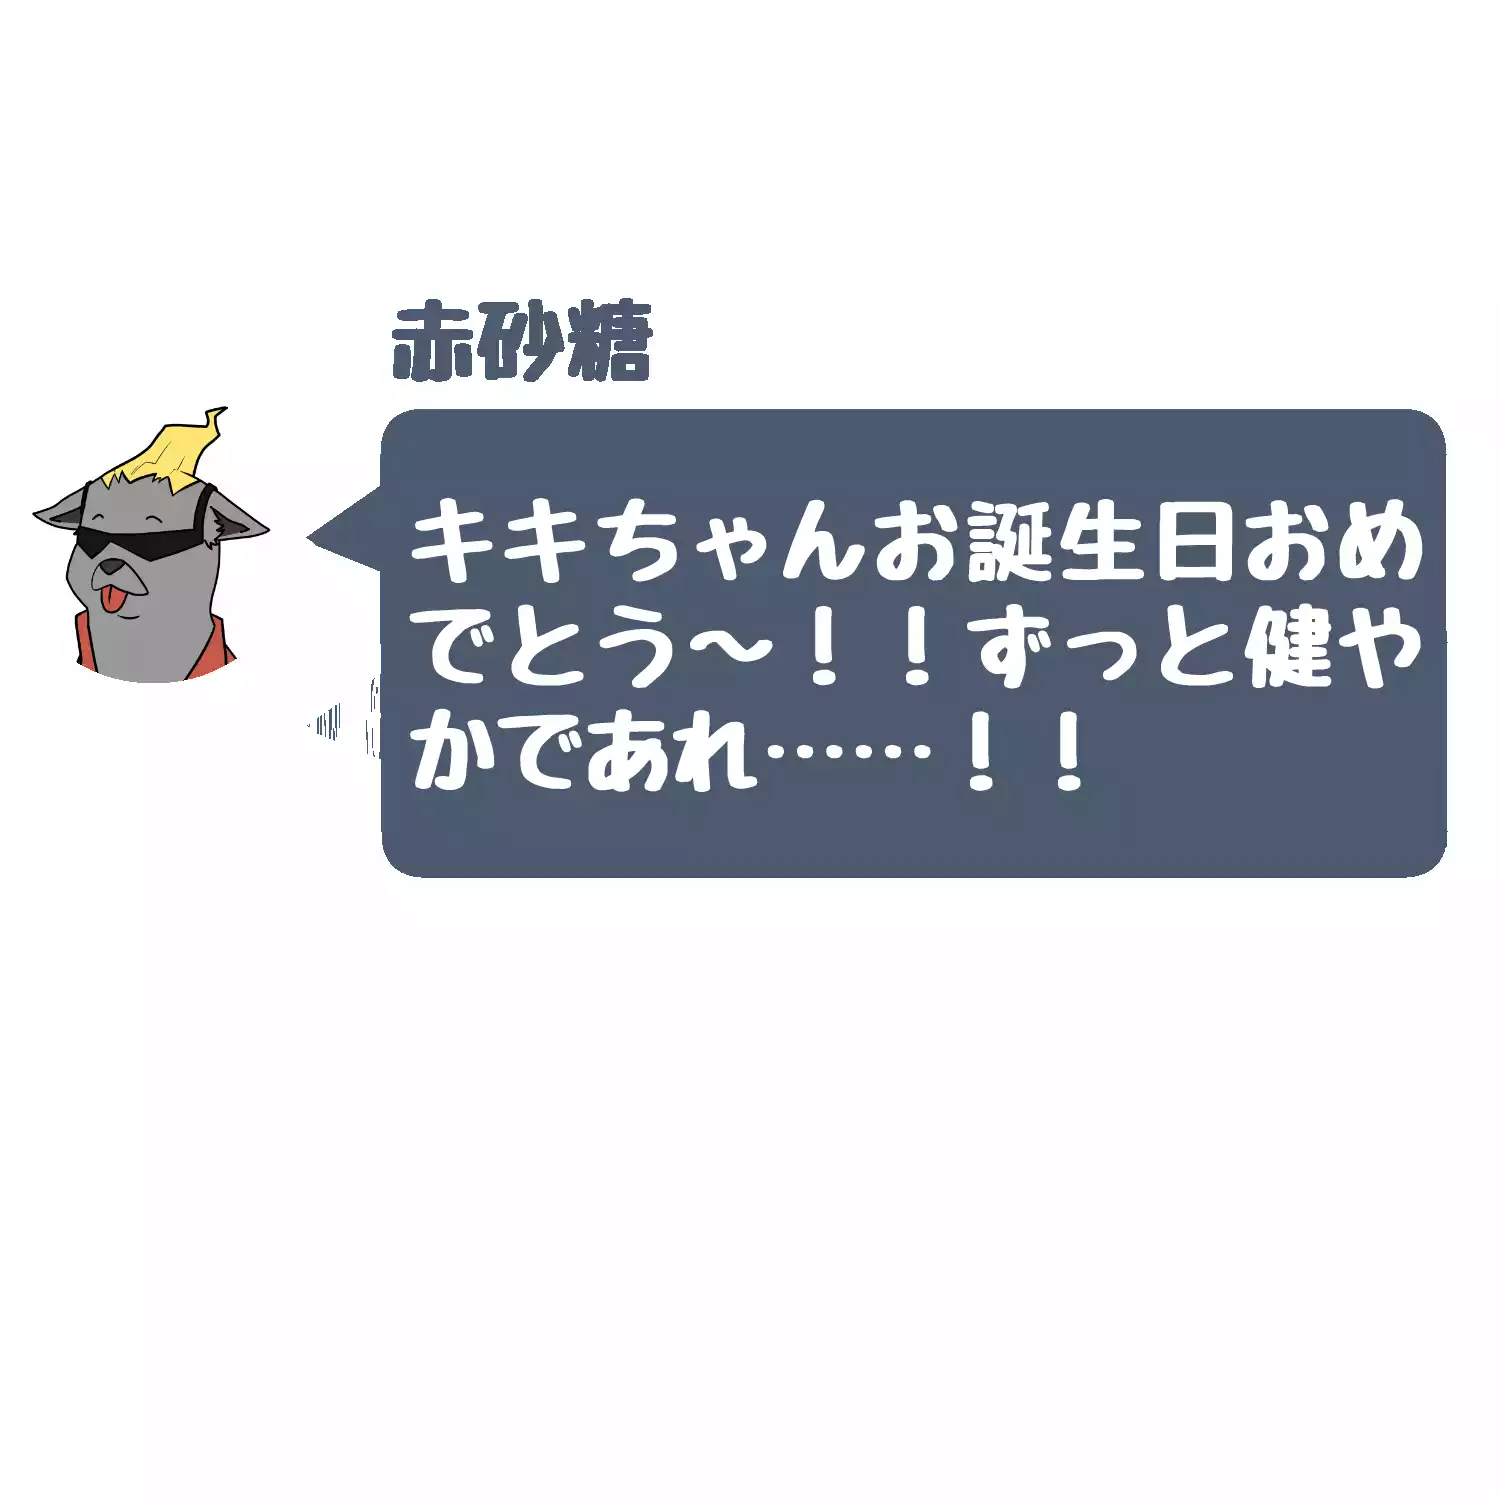 赤砂糖
キキちゃんお誕生日おめ
でとう～！！ずっと健や
かであれ……！！